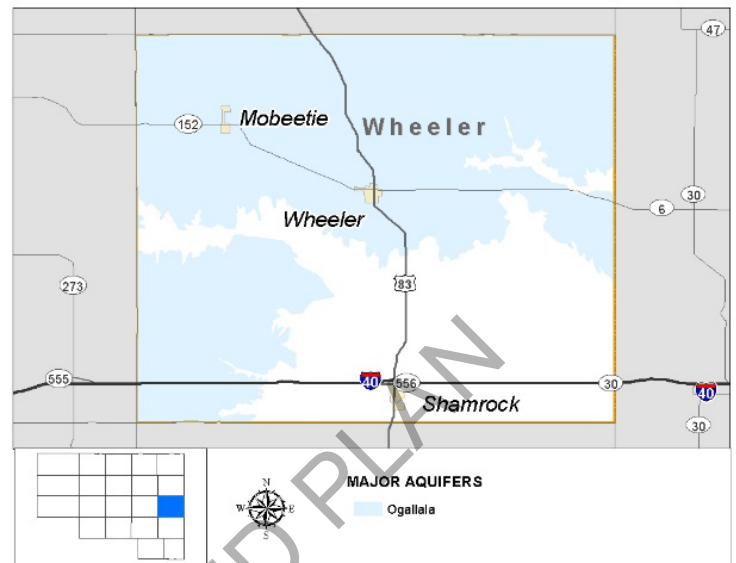 47
152
Mobeetie
Wheeler
Wheeler
6
30
273
83
555
40
556
30
40
Shamrock
30
N
W
E
S
MAJOR AQUIFERS
Ogallala
D PLAN